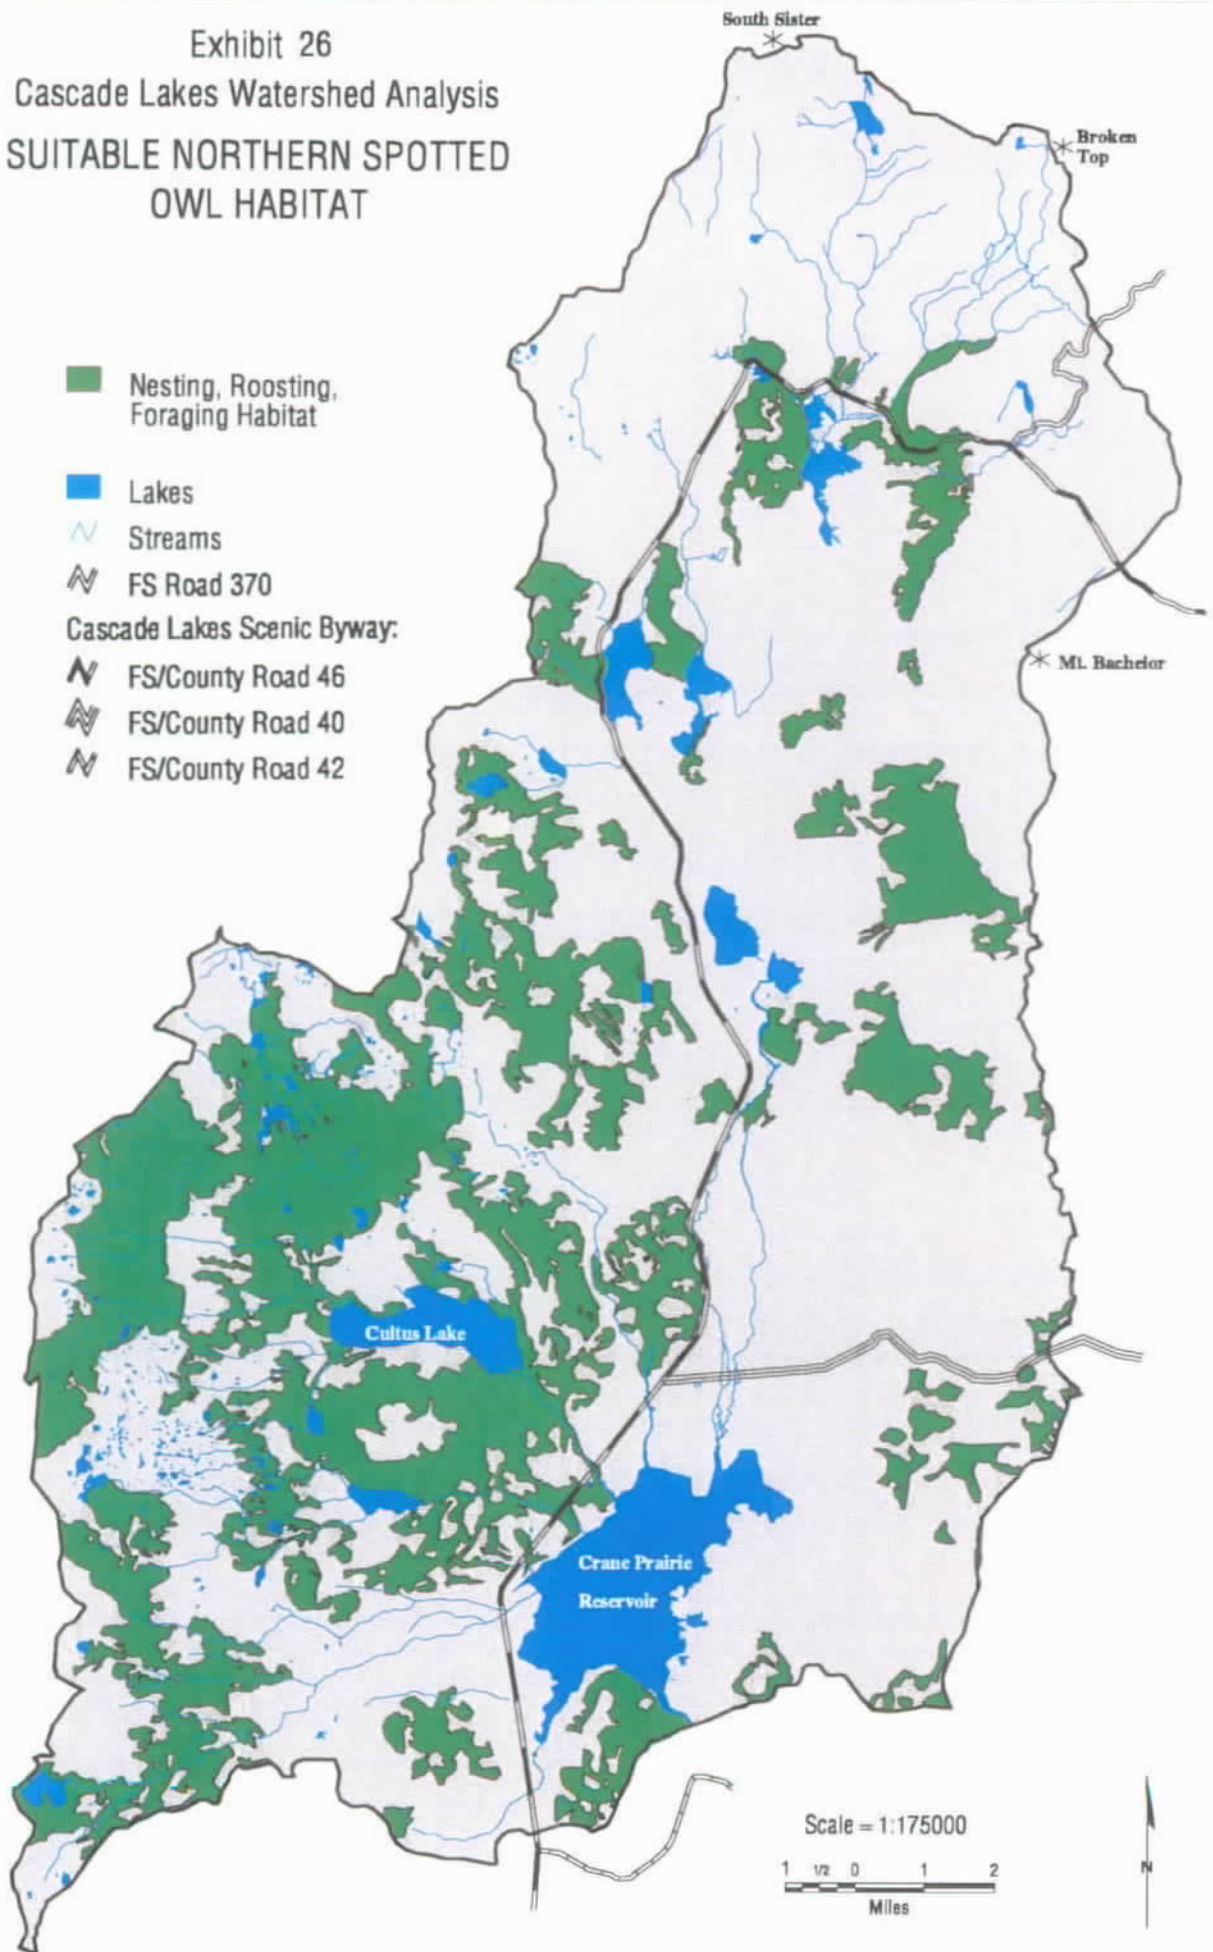 Exhibit 26
Cascade Lakes Watershed Analysis
SUITABLE NORTHERN SPOTTED
OWL HABITAT
South Sister
Broken
Top
Nesting, Roosting,
Foraging Habitat
Lakes
Streams
FS Road 370
Cascade Lakes Scenic Byway:
FS/County Road 46
FS/County Road 40
FS/County Road 42
Mt. Bachelor
Cultus Lake
Crane Prairie
Reservoir
Scale = 1:175000
1 1/2 0 1 2
Miles
N